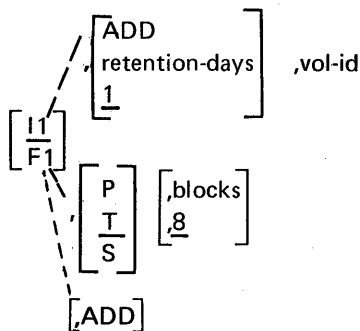 ADD
,retention-days ,vol-id
1
I1
F1
P
,T
S
,blocks
,8
,ADD